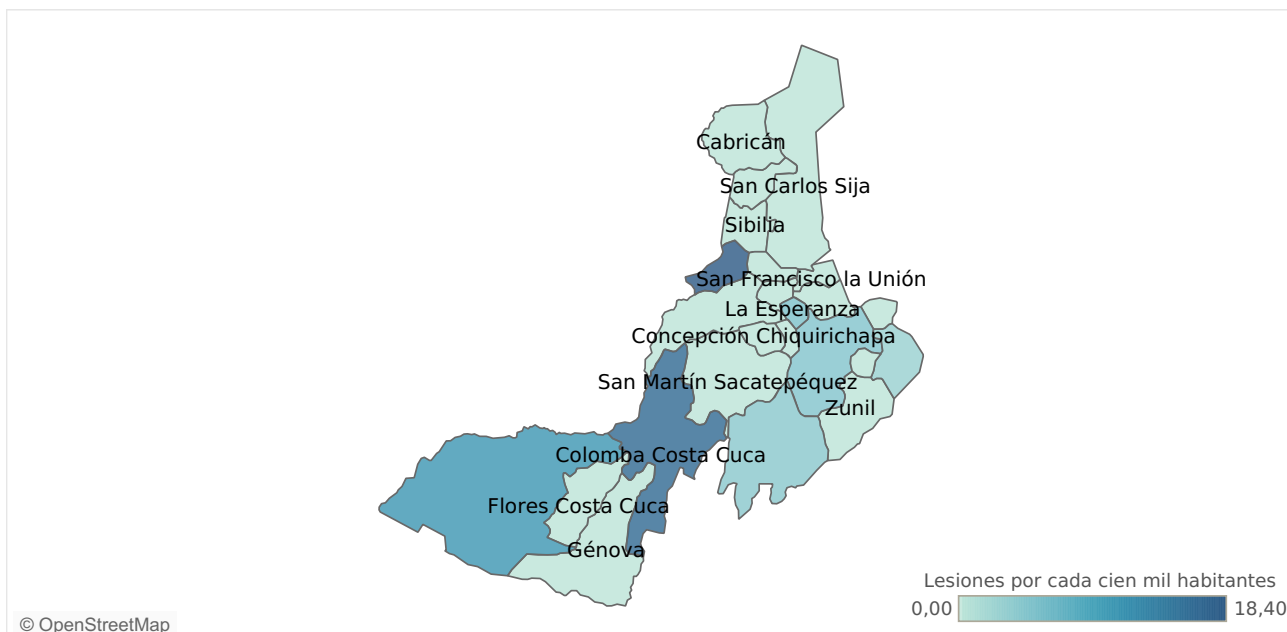 Cabricán
San Carlos Sija
Sibilia
San Francisco la Unión
La Esperanza
Concepción Chiquirichapa
San Martín Sacatepéquez
Zunil
Colomba Costa Cuca
Flores Costa Cuca
Génova
Lesiones por cada cien mil habitantes
0,00 18,40
© OpenStreetMap